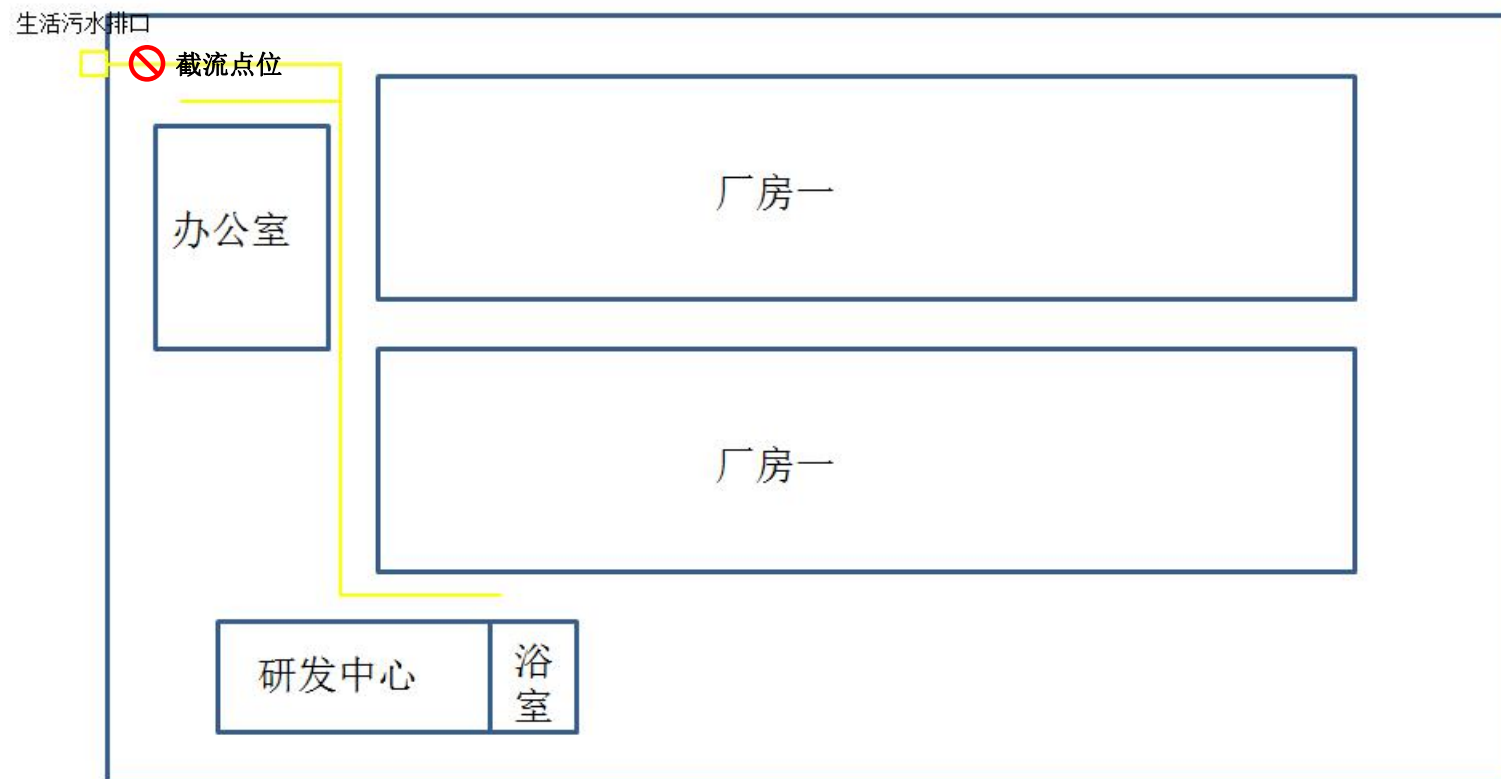 生活污水排口
截流点位
厂房一
办公室
厂房一
研发中心
浴
室